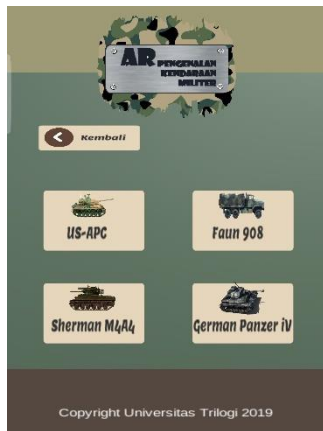 AR PENGENALAN
KENDARAAN
MILITER
Kembali
US-APC
Faun 908
Sherman M4A4
German Panzer iV
Copyright Universitas Trilogi 2019